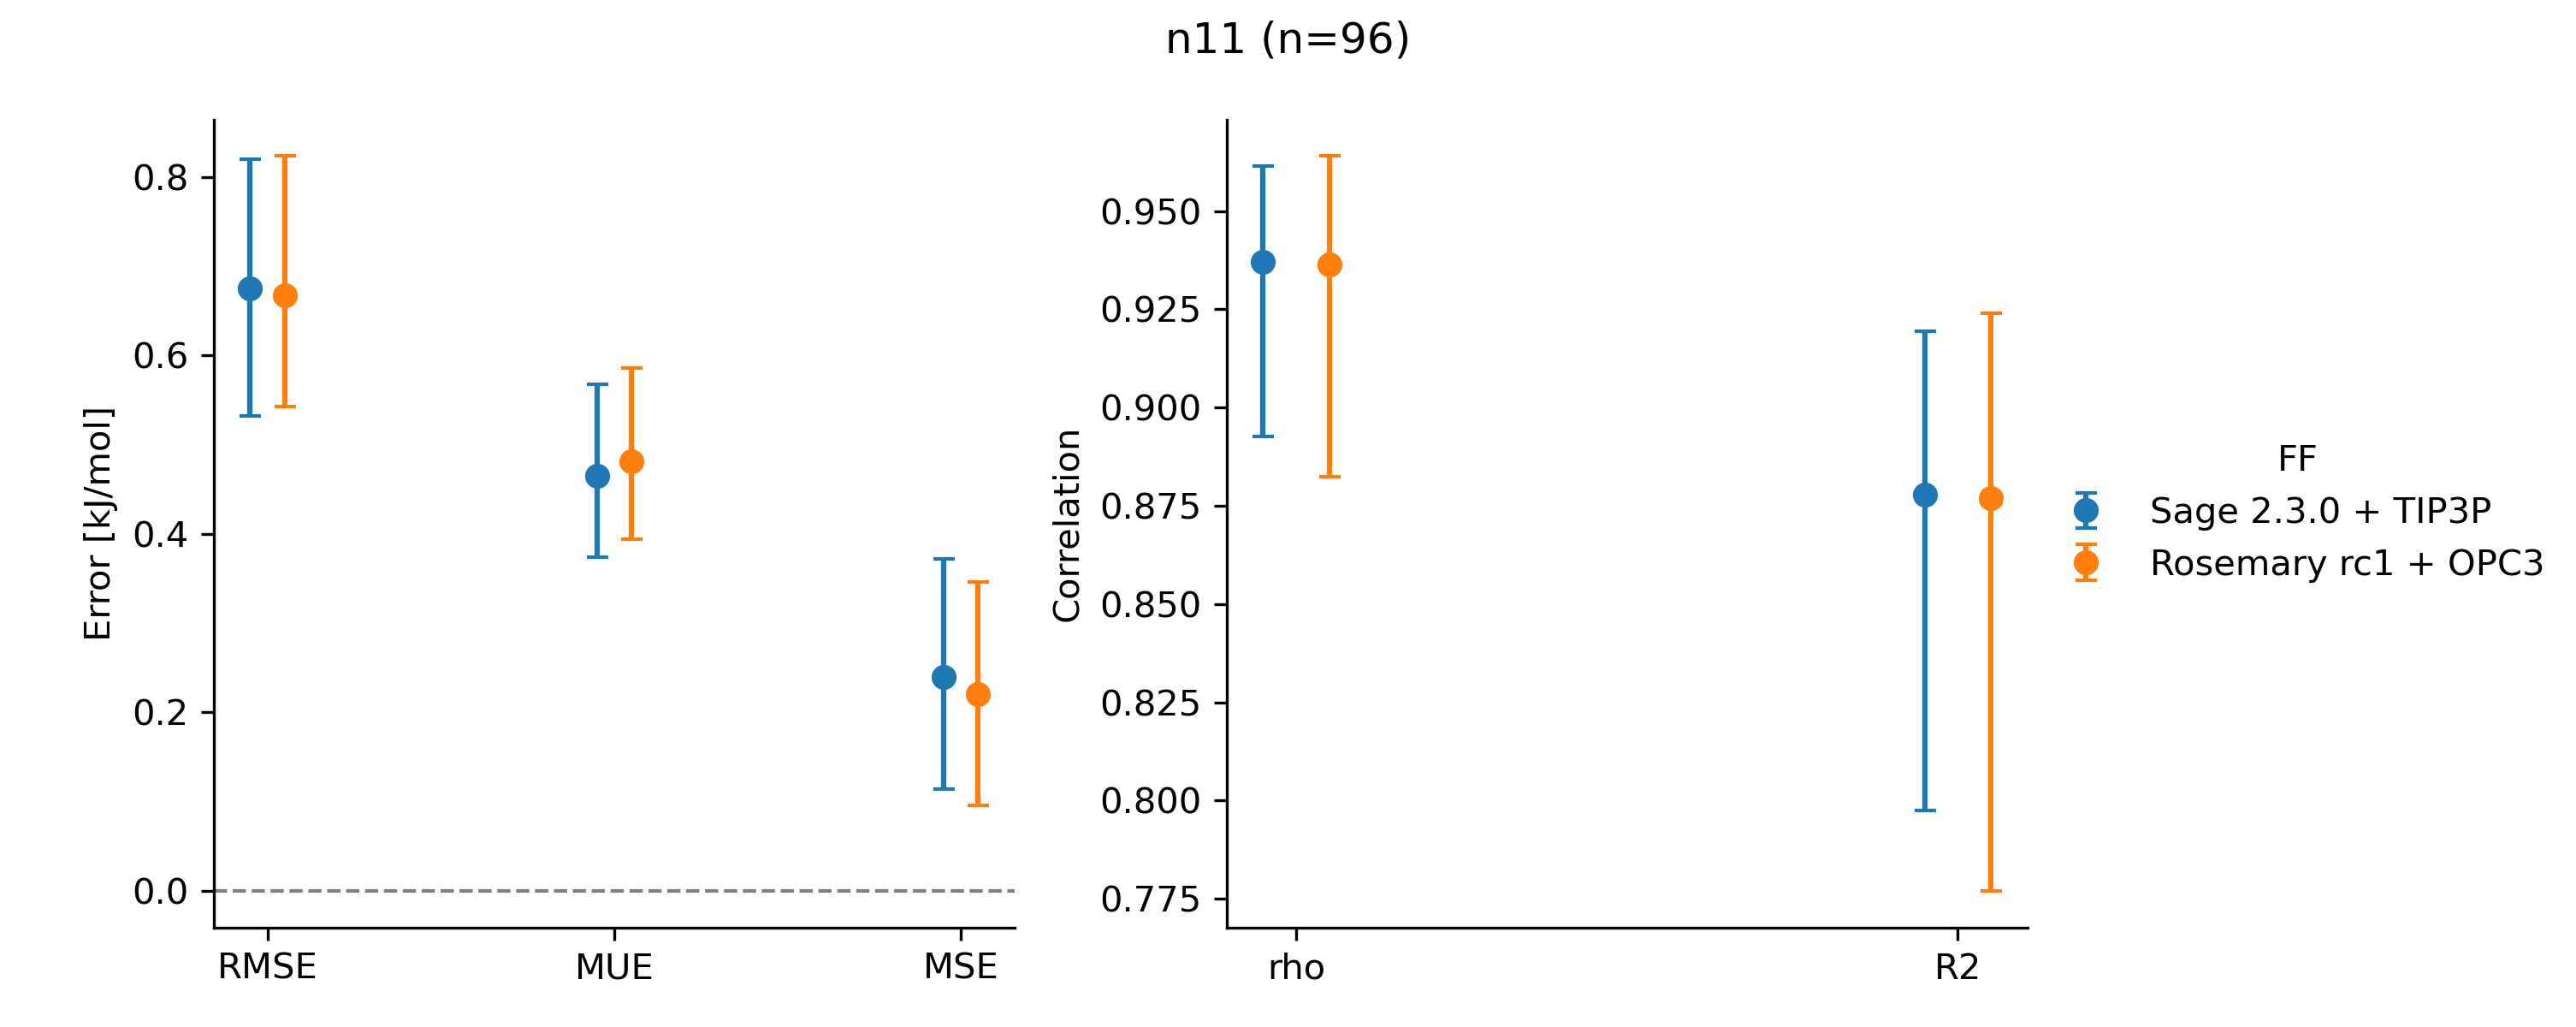 n11 (n=96)
Error [kJ/mol]
0.8
0.6
0.4
0.2
0.0
RMSE
MUE
MSE
Correlation
0.950
0.925
0.900
0.875
0.850
0.825
0.800
0.775
rho
R2
FF
Sage 2.3.0 + TIP3P
Rosemary rc1 + OPC3